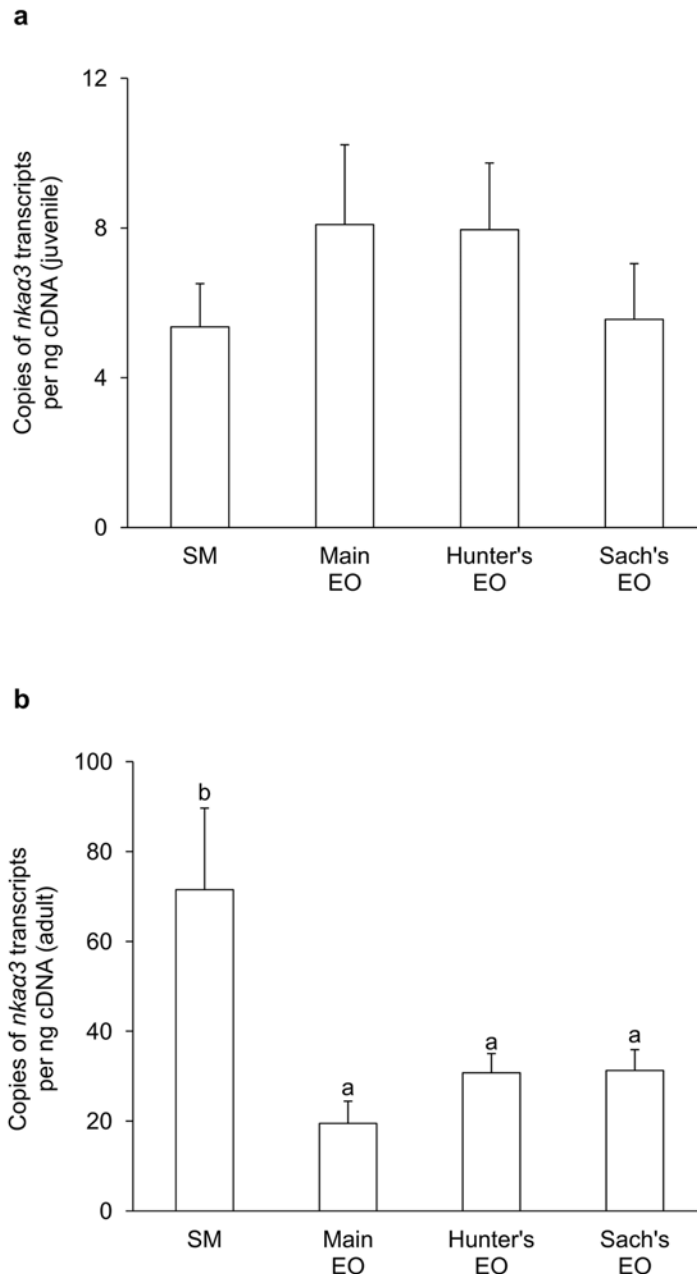 a
Copies of nkaα3 transcripts
per ng cDNA (juvenile)
12
8
4
0
SM
Main
EO
Hunter's
EO
Sach's
EO
b
Copies of nkaα3 transcripts
per ng cDNA (adult)
100
80
60
40
20
0
b
a
a
a
SM
Main
EO
Hunter's
EO
Sach's
EO